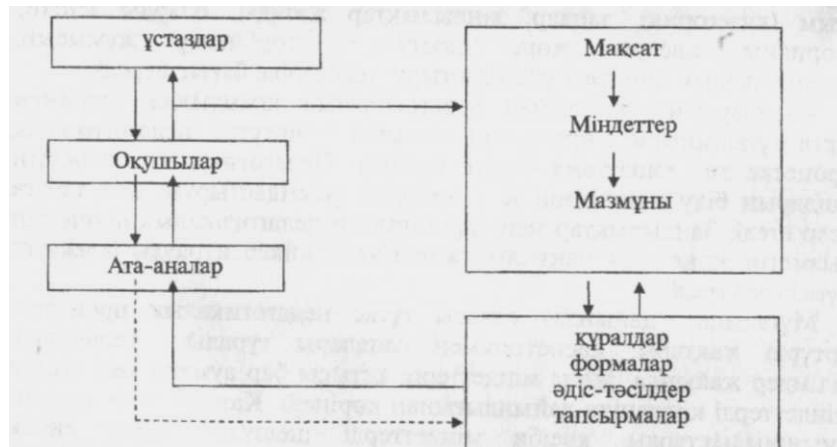 ұстаздар
Оқушылар
Ата-аналар
Мақсат
Міндеттер
Мазмұны
құралдар
формалар
әдіс-тәсілдер
тапсырмалар